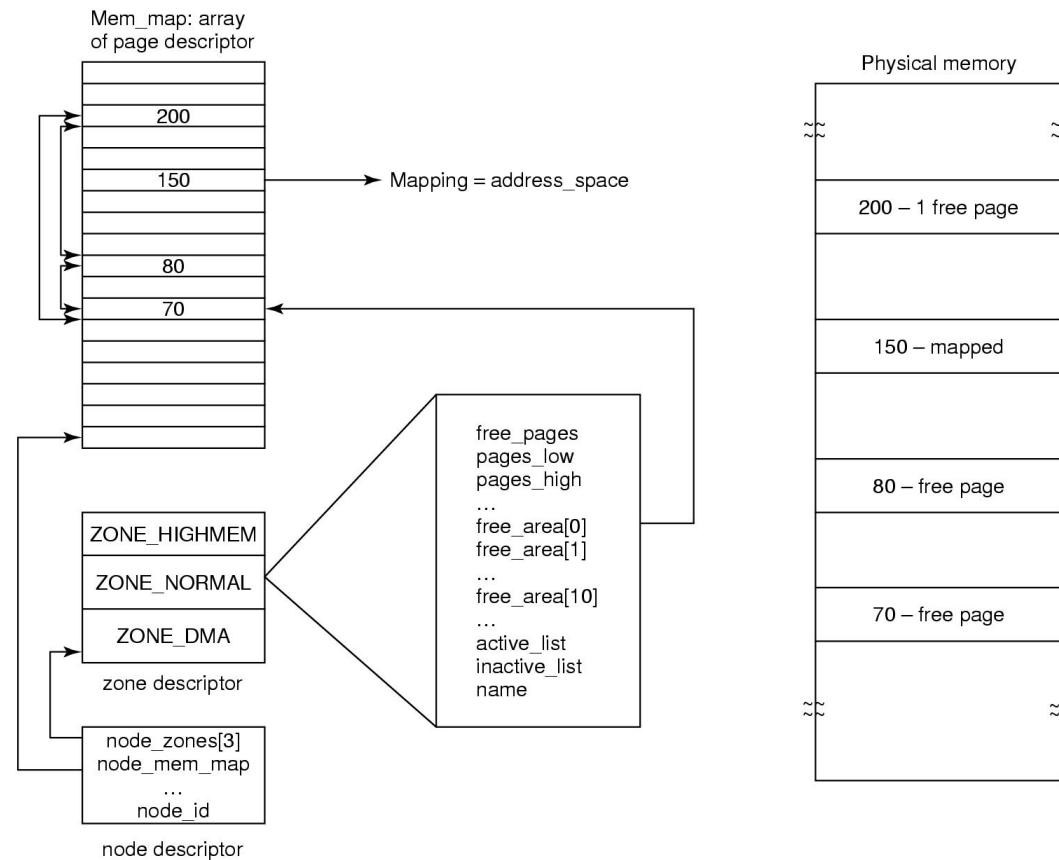 Mem_map: array
of page descriptor
200
150
Mapping = address_space
80
70
free_pages
pages_low
pages_high
...
free_area[0]
free_area[1]
...
free_area[10]
...
active_list
inactive_list
name
ZONE_HIGHMEM
ZONE_NORMAL
ZONE_DMA
zone descriptor
node_zones[3]
node_mem_map
...
node_id
node descriptor
Physical memory
200 – 1 free page
150 – mapped
80 – free page
70 – free page